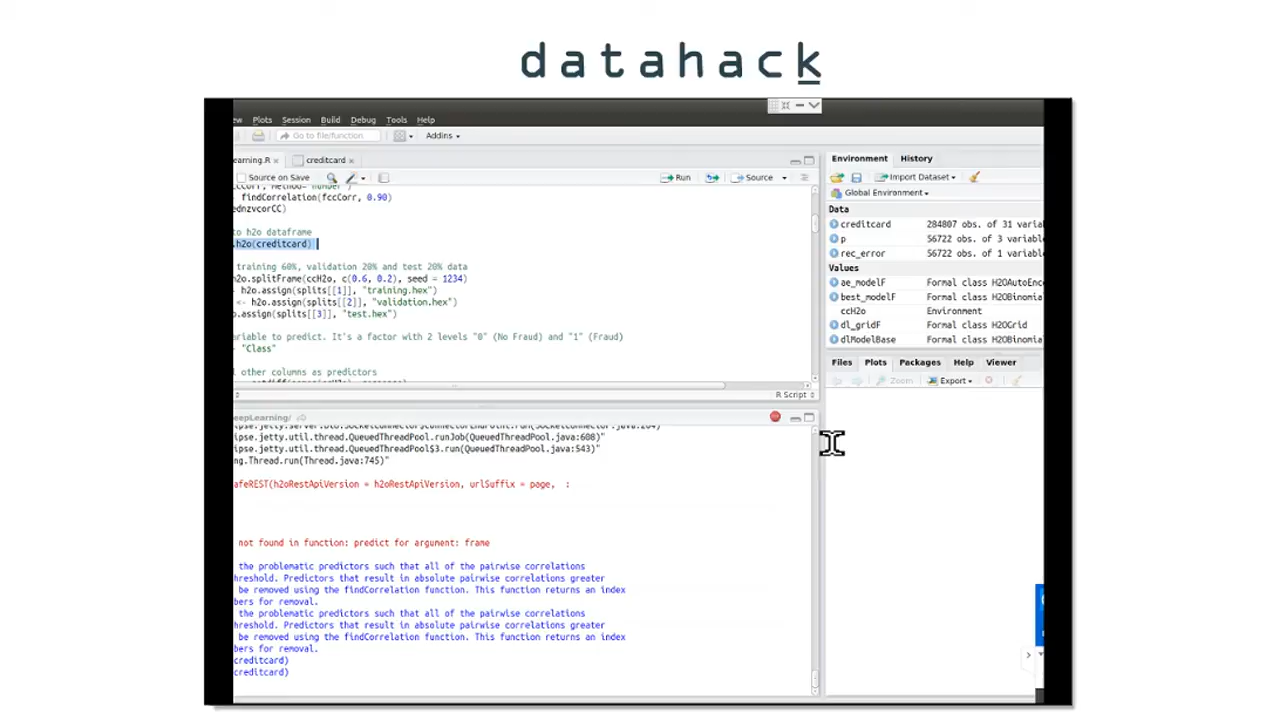 datahack
ew Plots Session Build Debug Tools Help
Go to file/function Addins
earning.R creditcard
Source on Save Run Source
findCorrelation(fccCorr, 0.90)
ednzvcorCC)
to h2o dataframe
.h2o(creditcard)
training 60%, validation 20% and test 20% data
h2o.splitFrame(ccH2o, c(0.6, 0.2), seed = 1234)
h2o.assign(splits[[1]], "training.hex")
<- h2o.assign(splits[[2]], "validation.hex")
o.assign(splits[[3]], "test.hex")
ariable to predict. It's a factor with 2 levels "0" (No Fraud) and "1" (Fraud)
"Class"
l other columns as predictors
R Script
eepLearning/
ipse.jetty.util.thread.QueuedThreadPool.runJob(QueuedThreadPool.java:608)"
ipse.jetty.util.thread.QueuedThreadPool$3.run(QueuedThreadPool.java:543)"
ng.Thread.run(Thread.java:745)"
afeREST(h2oRestApiVersion = h2oRestApiVersion, urlSuffix = page, :
not found in function: predict for argument: frame
the problematic predictors such that all of the pairwise correlations
hreshold. Predictors that result in absolute pairwise correlations greater
be removed using the findCorrelation function. This function returns an index
bers for removal.
the problematic predictors such that all of the pairwise correlations
hreshold. Predictors that result in absolute pairwise correlations greater
be removed using the findCorrelation function. This function returns an index
bers for removal.
creditcard)
creditcard)
Environment History
Import Dataset
Global Environment
Data
creditcard 284807 obs. of 31 varia
p 56722 obs. of 3 variabl
rec_error 56722 obs. of 1 variabl
Values
ae_modelF Formal class H2OAutoEnc
best_modelF Formal class H2OBinomia
ccH2o Environment
dl_gridF Formal class H2OGrid
dlModelBase Formal class H2OBinomia
Files Plots Packages Help Viewer
Zoom Export